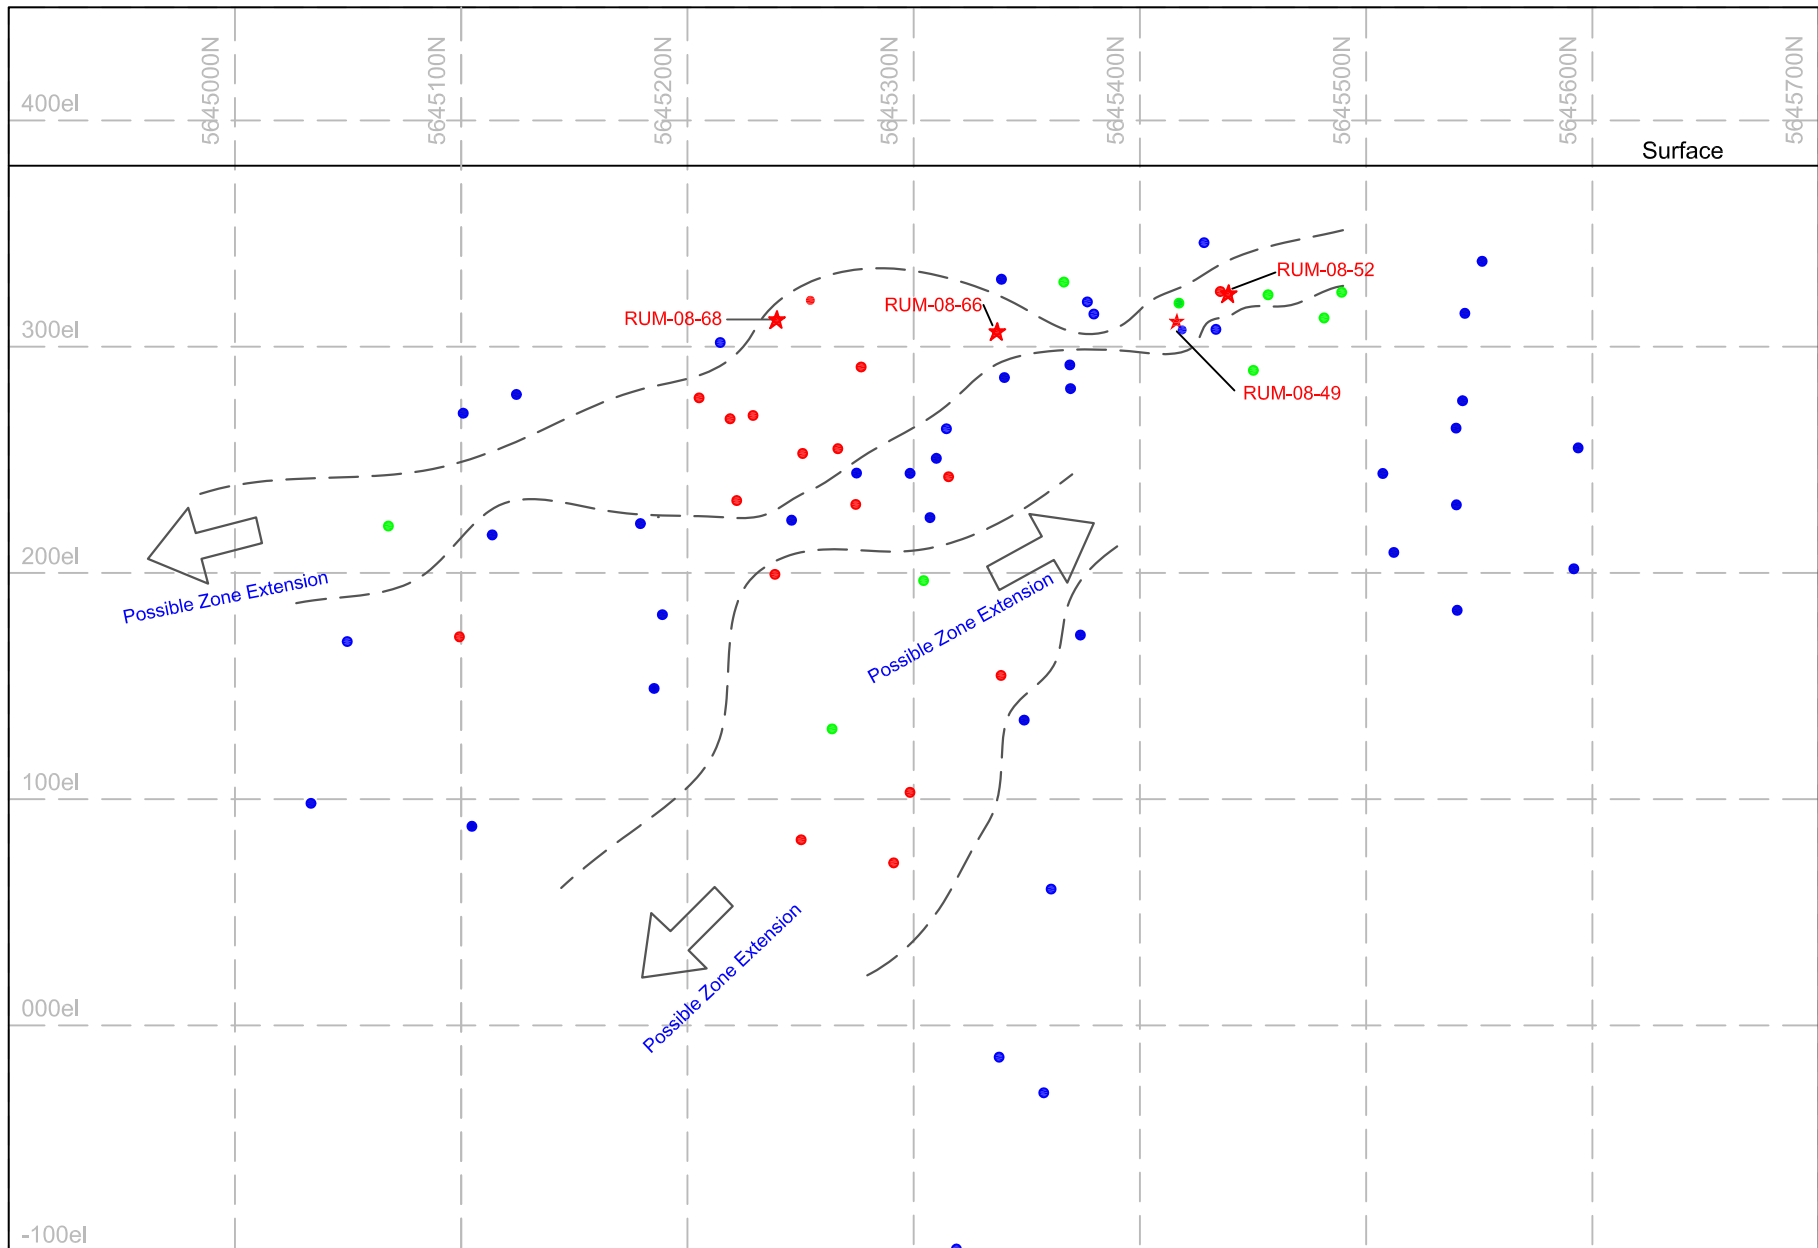 5645000N
5645100N
5645200N
5645300N
5645400N
5645500N
5645600N
5645700N
400el
Surface
RUM-08-52
RUM-08-66
RUM-08-68
300el
RUM-08-49
200el
Possible Zone Extension
Possible Zone Extension
100el
Possible Zone Extension
000el
-100el